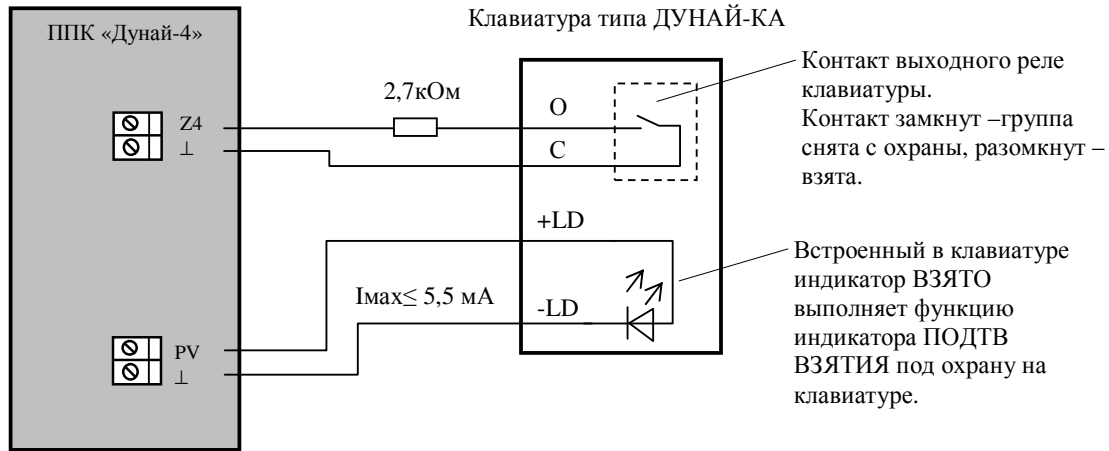 Клавиатура типа ДУНАЙ-КА
ППК «Дунай-4»
2,7кОм
Z4
⊥
O
C
Контакт выходного реле
клавиатуры.
Контакт замкнут –группа
снята с охраны, разомкнут –
взята.
+LD
-LD
Iмах≤ 5,5 мА
PV
⊥
Встроенный в клавиатуре
индикатор ВЗЯТО
выполняет функцию
индикатора ПОДТВ
ВЗЯТИЯ под охрану на
клавиатуре.